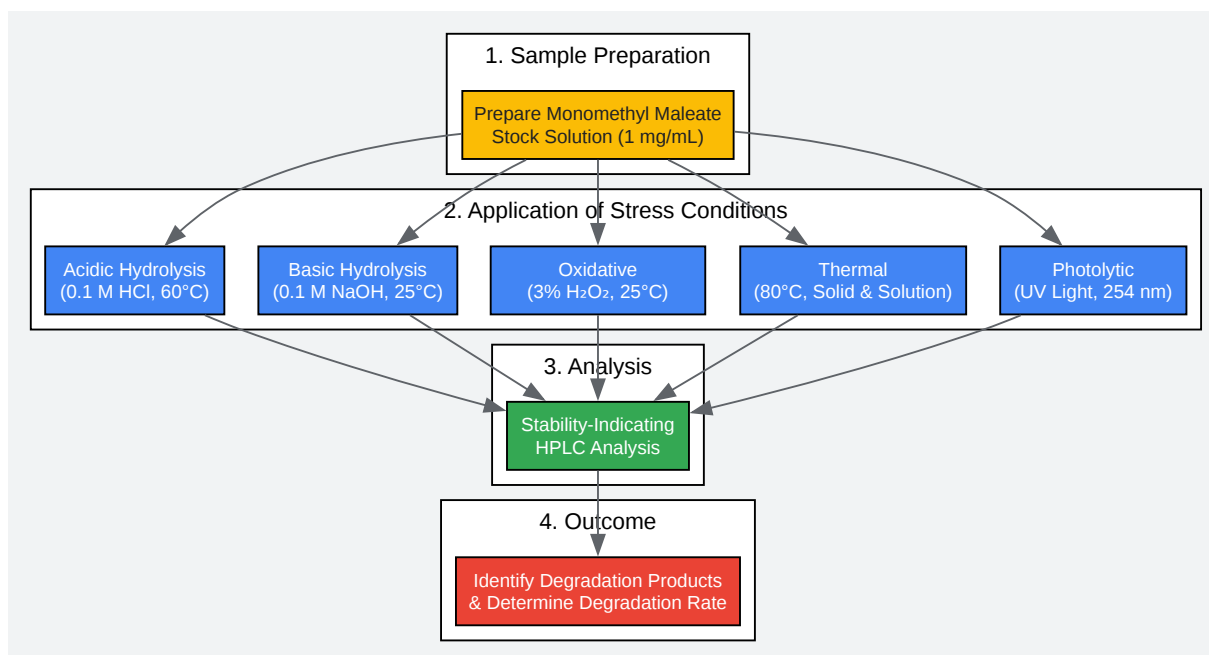 1. Sample Preparation
Prepare Monomethyl Maleate
Stock Solution (1 mg/mL)
2. Application of Stress Conditions
Acidic Hydrolysis
(0.1 M HCl, 60°C)
Basic Hydrolysis
(0.1 M NaOH, 25°C)
Oxidative
(3% H₂O₂, 25°C)
Thermal
(80°C, Solid & Solution)
Photolytic
(UV Light, 254 nm)
3. Analysis
Stability-Indicating
HPLC Analysis
4. Outcome
Identify Degradation Products
& Determine Degradation Rate